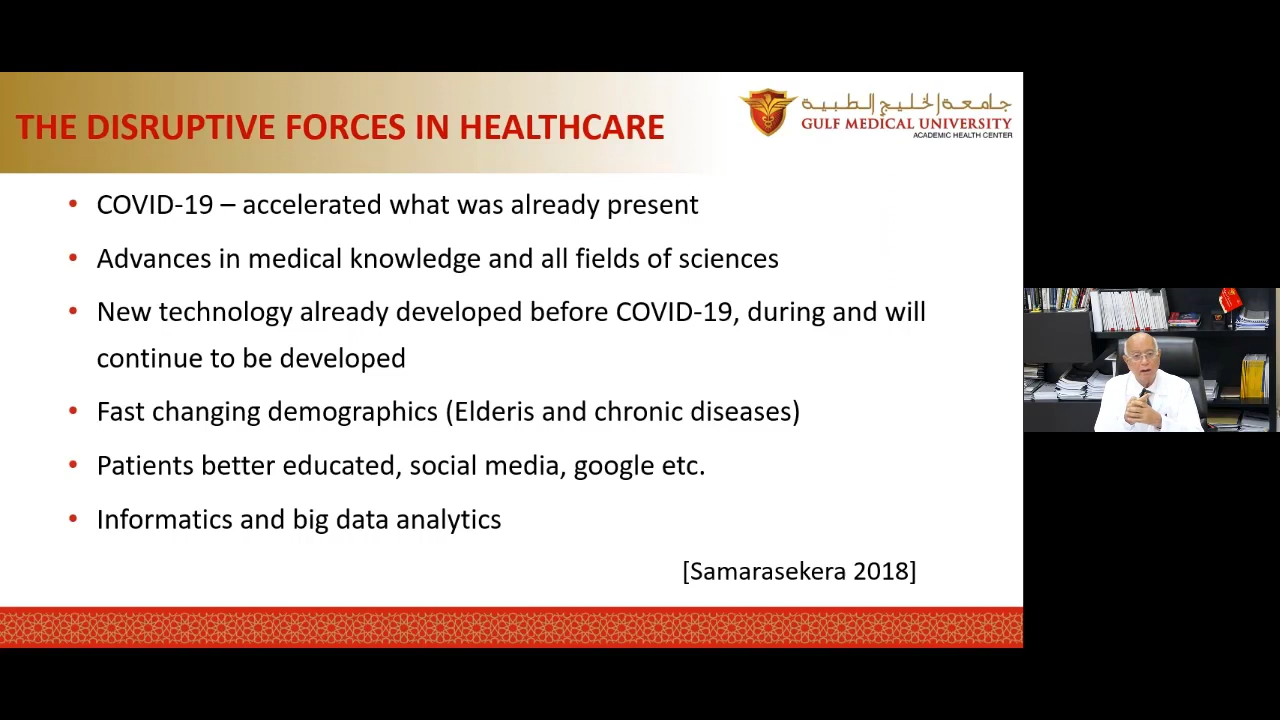 THE DISRUPTIVE FORCES IN HEALTHCARE
جامعة الخليج الطبية
GULF MEDICAL UNIVERSITY
ACADEMIC HEALTH CENTER
• COVID-19 – accelerated what was already present
• Advances in medical knowledge and all fields of sciences
• New technology already developed before COVID-19, during and will
continue to be developed
• Fast changing demographics (Elderis and chronic diseases)
• Patients better educated, social media, google etc.
• Informatics and big data analytics
[Samarasekera 2018]